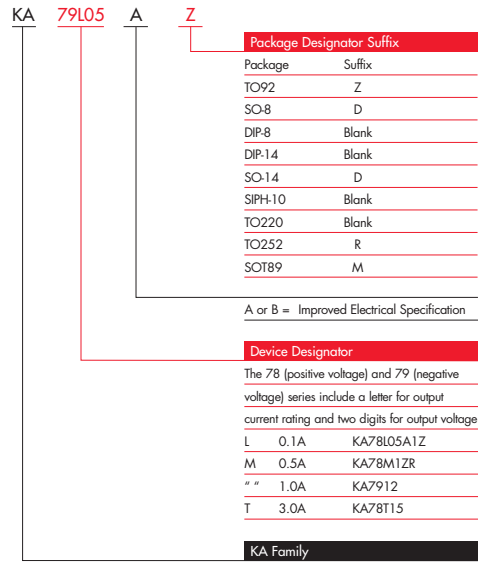 KA 79L05 A Z
Package Designator Suffix
Package Suffix
TO92 Z
SO-8 D
DIP-8 Blank
DIP-14 Blank
SO-14 D
SIPH-10 Blank
TO220 Blank
TO252 R
SOT89 M
A or B = Improved Electrical Specification
Device Designator
The 78 (positive voltage) and 79 (negative
voltage) series include a letter for output
current rating and two digits for output voltage
L 0.1A KA78L05A1Z
M 0.5A KA78M1ZR
“ “ 1.0A KA7912
T 3.0A KA78T15
KA Family